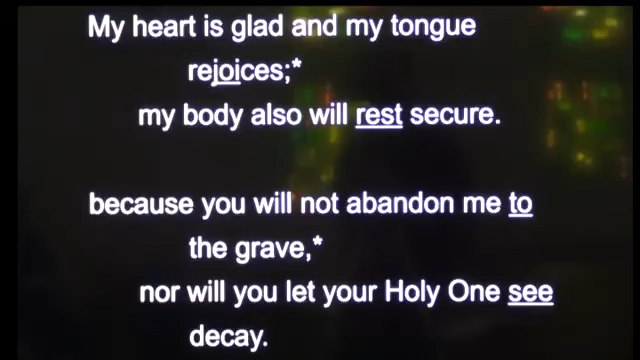 My heart is glad and my tongue
rejoices;*
my body also will rest secure.
because you will not abandon me to
the grave,*
nor will you let your Holy One see
decay.